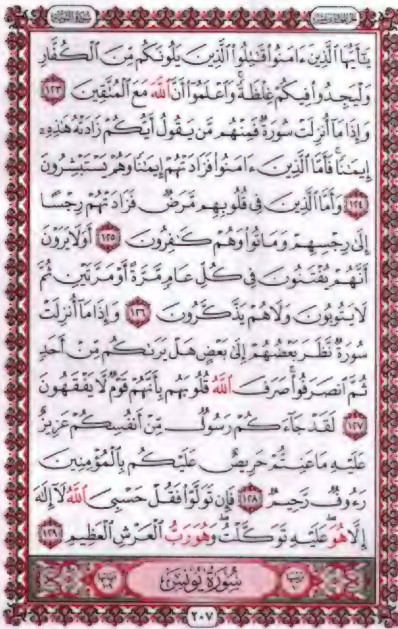 سورة التوبة
يَـٰٓأَيُّهَا ٱلَّذِينَ ءَامَنُوا۟ قَـٰتِلُوا۟ ٱلَّذِينَ يَلُونَكُم مِّنَ ٱلْكُفَّارِ
وَلْيَجِدُوا۟ فِيكُمْ غِلْظَةً ۚ وَٱعْلَمُوٓا۟ أَنَّ ٱللَّهَ مَعَ ٱلْمُتَّقِينَ ١٢٣
وَإِذَا مَآ أُنزِلَتْ سُورَةٌ فَمِنْهُم مَّن يَقُولُ أَيُّكُمْ زَادَتْهُ هَـٰذِهِۦٓ
إِيمَـٰنًا ۚ فَأَمَّا ٱلَّذِينَ ءَامَنُوا۟ فَزَادَتْهُمْ إِيمَـٰنًا وَهُمْ يَسْتَبْشِرُونَ
١٢٤ وَأَمَّا ٱلَّذِينَ فِى قُلُوبِهِم مَّرَضٌ فَزَادَتْهُمْ رِجْسًا
إِلَىٰ رِجْسِهِمْ وَمَاتُوا۟ وَهُمْ كَـٰفِرُونَ ١٢٥ أَوَلَا يَرَوْنَ
أَنَّهُمْ يُفْتَنُونَ فِى كُلِّ عَامٍ مَّرَّةً أَوْ مَرَّتَيْنِ ثُمَّ
لَا يَتُوبُونَ وَلَا هُمْ يَذَّكَّرُونَ ١٢٦ وَإِذَا مَآ أُنزِلَتْ
سُورَةٌ نَّظَرَ بَعْضُهُمْ إِلَىٰ بَعْضٍ هَلْ يَرَىٰكُم مِّنْ أَحَدٍ
ثُمَّ ٱنصَرَفُوا۟ ۚ صَرَفَ ٱللَّهُ قُلُوبَهُم بِأَنَّهُمْ قَوْمٌ لَّا يَفْقَهُونَ
١٢٧ لَقَدْ جَآءَكُمْ رَسُولٌ مِّنْ أَنفُسِكُمْ عَزِيزٌ
عَلَيْهِ مَا عَنِتُّمْ حَرِيصٌ عَلَيْكُم بِٱلْمُؤْمِنِينَ
رَءُوفٌ رَّحِيمٌ ١٢٨ فَإِن تَوَلَّوْا۟ فَقُلْ حَسْبِىَ ٱللَّهُ لَآ إِلَـٰهَ
إِلَّا هُوَ ۖ عَلَيْهِ تَوَكَّلْتُ ۖ وَهُوَ رَبُّ ٱلْعَرْشِ ٱلْعَظِيمِ ١٢٩
سُورَةُ يُونُسَ
٢٠٧